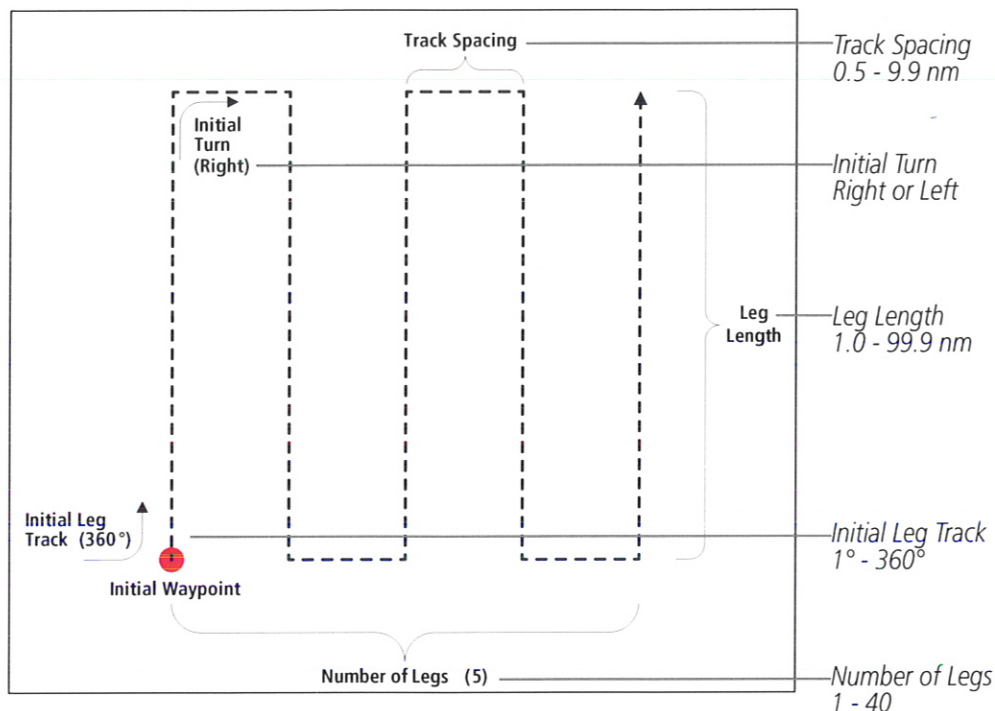 Track Spacing
Track Spacing
0.5 - 9.9 nm
Initial
Turn
(Right)
Initial Turn
Right or Left
Leg
Length
Leg Length
1.0 - 99.9 nm
Initial Leg
Track (360°)
Initial Leg Track
1° - 360°
Initial Waypoint
Number of Legs (5)
Number of Legs
1 - 40